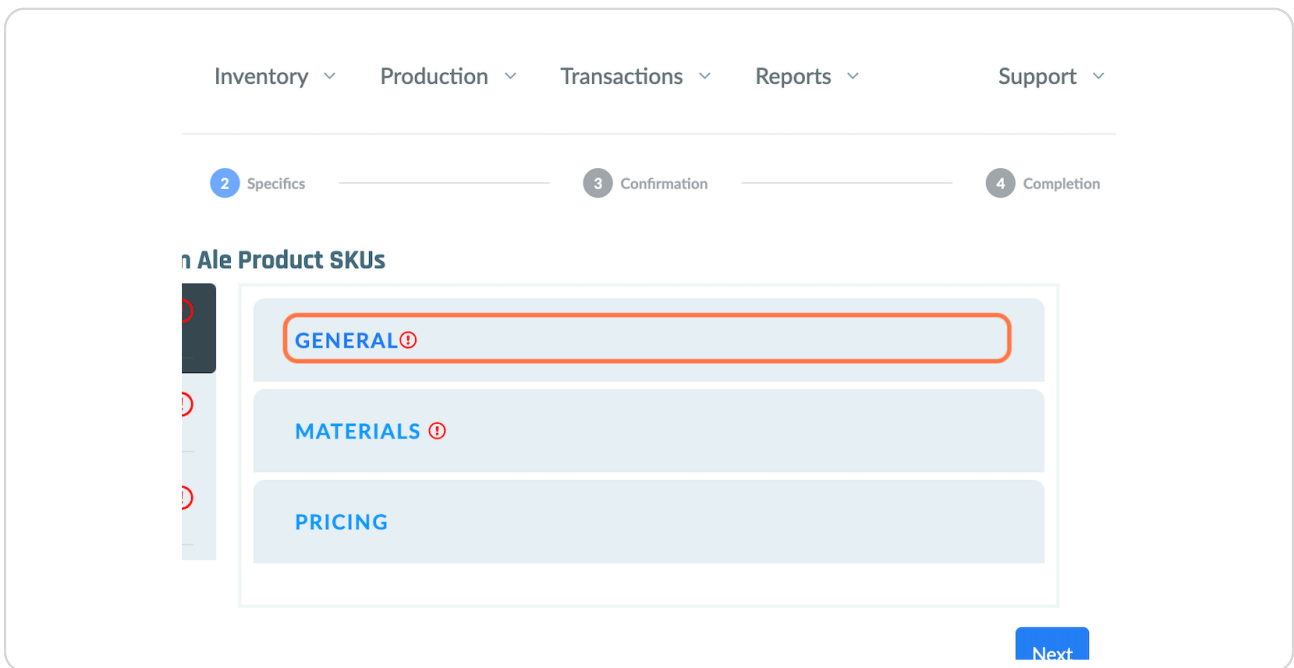 Inventory Production Transactions Reports Support
2 Specifics 3 Confirmation 4 Completion
n Ale Product SKUs
GENERAL
MATERIALS
PRICING
Next